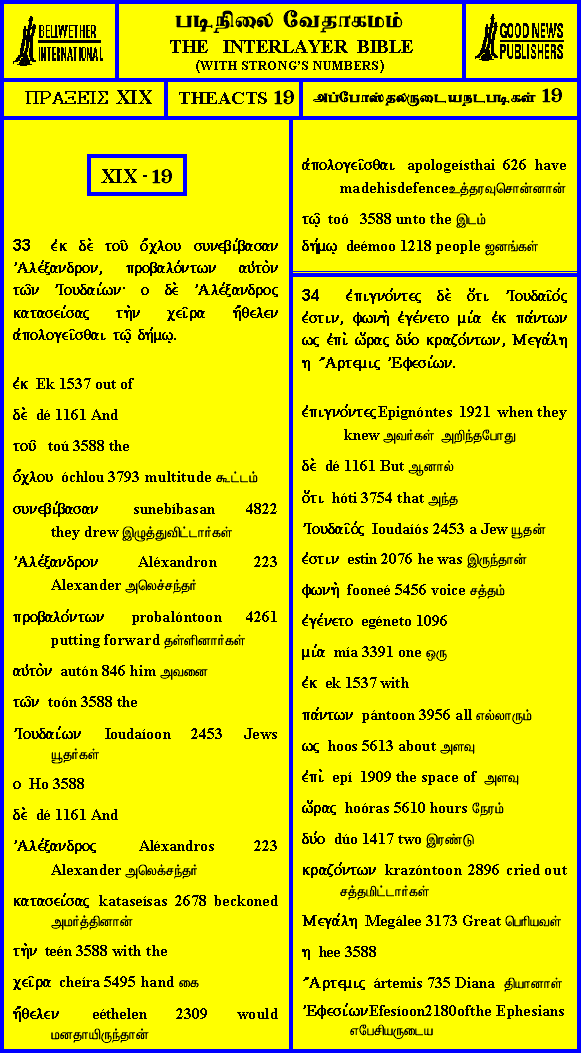 BELLWETHER
INTERNATIONAL
படிநிலை வேதாகமம்
THE INTERLAYER BIBLE
(WITH STRONG'S NUMBERS)
GOOD NEWS
PUBLISHERS
ΠΡΑΞΕΙΣ XIX
THEACTS 19
அப்போஸ்தலருடையநடபடிகள் 19
XIX - 19
33 ἐκ δὲ τοῦ ὄχλου συνεβίβασαν
Ἀλέξανδρον, προβαλόντων αὐτὸν
τῶν Ἰουδαίων· ο δὲ Ἀλέξανδρος
κατασείσας τὴν χεῖρα ἤθελεν
ἀπολογεῖσθαι τῷ δήμῳ.
ἐκ Ek 1537 out of
δὲ dé 1161 And
τοῦ toú 3588 the
ὄχλου óchlou 3793 multitude கூட்டம்
συνεβίβασαν sunebíbasan 4822
they drew இழுத்துவிட்டார்கள்
Ἀλέξανδρον Aléxandron 223
Alexander அலெச்சந்தர்
προβαλόντων probalóntoon 4261
putting forward தள்ளினார்கள்
αὐτὸν autón 846 him அவனை
τῶν toón 3588 the
Ἰουδαίων Ioudaíoon 2453 Jews
யூதர்கள்
ο Ho 3588
δὲ dé 1161 And
Ἀλέξανδρος Aléxandros 223
Alexander அலெக்சந்தர்
κατασείσας kataseísas 2678 beckoned
அமர்த்தினான்
τὴν teén 3588 with the
χεῖρα cheíra 5495 hand கை
ἤθελεν eéthelen 2309 would
மனதாயிருந்தான்
ἀπολογεῖσθαι apologeísthai 626 have
madehisdefenceஉத்தரவுசொன்னான்
τῷ toó 3588 unto the இடம்
δήμῳ deémoo 1218 people ஜனங்கள்
34 ἐπιγνόντες δὲ ὅτι Ἰουδαῖός
ἐστιν, φωνὴ ἐγένετο μία ἐκ πάντων
ως ἐπὶ ὥρας δύο κραζόντων, Μεγάλη
η Ἄρτεμις Ἐφεσίων.
ἐπιγνόντες Epignóntes 1921 when they
knew அவர்கள் அறிந்தபோது
δὲ dé 1161 But ஆனால்
ὅτι hóti 3754 that அந்த
Ἰουδαῖός Ioudaíós 2453 a Jew யூதன்
ἐστιν estin 2076 he was இருந்தான்
φωνὴ fooneé 5456 voice சத்தம்
ἐγένετο egéneto 1096
μία mía 3391 one ஒரு
ἐκ ek 1537 with
πάντων pántoon 3956 all எல்லாரும்
ως hoos 5613 about அளவு
ἐπὶ epí 1909 the space of அளவு
ὥρας hoóras 5610 hours நேரம்
δύο dúo 1417 two இரண்டு
κραζόντων krazóntoon 2896 cried out
சத்தமிட்டார்கள்
Μεγάλη Megálee 3173 Great பெரியவள்
η hee 3588
Ἄρτεμις ártemis 735 Diana தியானாள்
ἘφεσίωνEfesíoon2180ofthe Ephesians
எபேசியருடைய